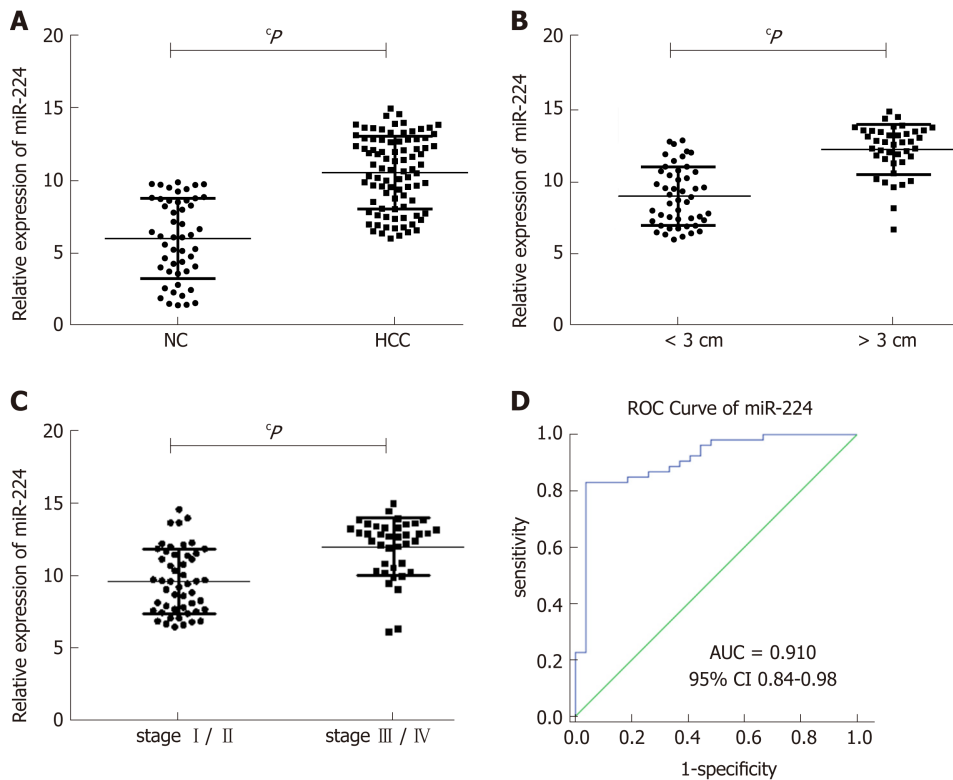 A
20
15
10
5
0
Relative expression of miR-224
cP
NC
HCC
B
20
15
10
5
0
Relative expression of miR-224
cP
< 3 cm
> 3 cm
C
20
15
10
5
0
Relative expression of miR-224
cP
stage Ⅰ / Ⅱ
stage Ⅲ / Ⅳ
D
ROC Curve of miR-224
1.0
0.8
0.6
0.4
0.2
0.0
sensitivity
AUC = 0.910
95% CI 0.84-0.98
0.0
0.2
0.4
0.6
0.8
1.0
1-specificity